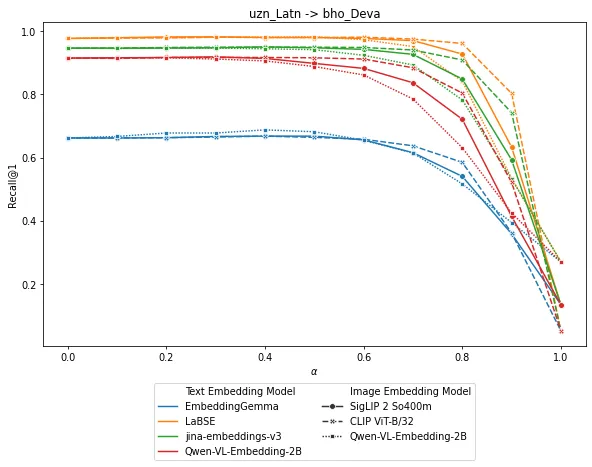 uzn_Latn -> bho_Deva
Recall@1
1.0
0.8
0.6
0.4
0.2
0.0 0.2 0.4 0.6 0.8 1.0
α
Text Embedding Model
EmbeddingGemma
LaBSE
jina-embeddings-v3
Qwen-VL-Embedding-2B
Image Embedding Model
SigLIP 2 So400m
CLIP ViT-B/32
Qwen-VL-Embedding-2B